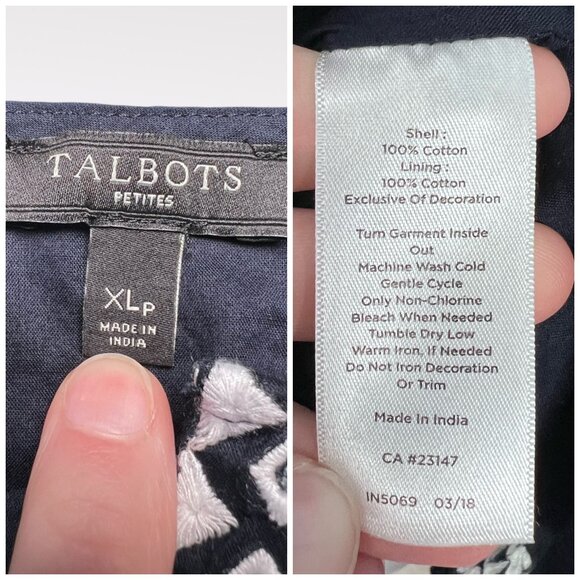 TALBOTS
PETITES
XLP
MADE IN
INDIA
Shell :
100% Cotton
Lining :
100% Cotton
Exclusive Of Decoration
Turn Garment Inside
Out
Machine Wash Cold
Gentle Cycle
Only Non-Chlorine
Bleach When Needed
Tumble Dry Low
Warm Iron, If Needed
Do Not Iron Decoration
Or Trim
Made In India
CA #23147
IN5069 03/18